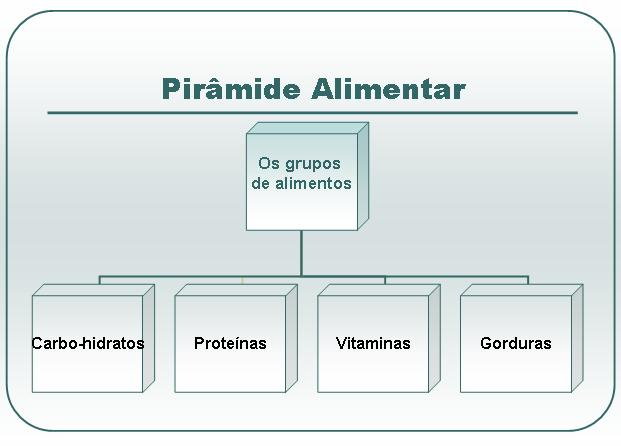 Pirâmide Alimentar
Os grupos
de alimentos
Carbo-hidratos
Proteínas
Vitaminas
Gorduras